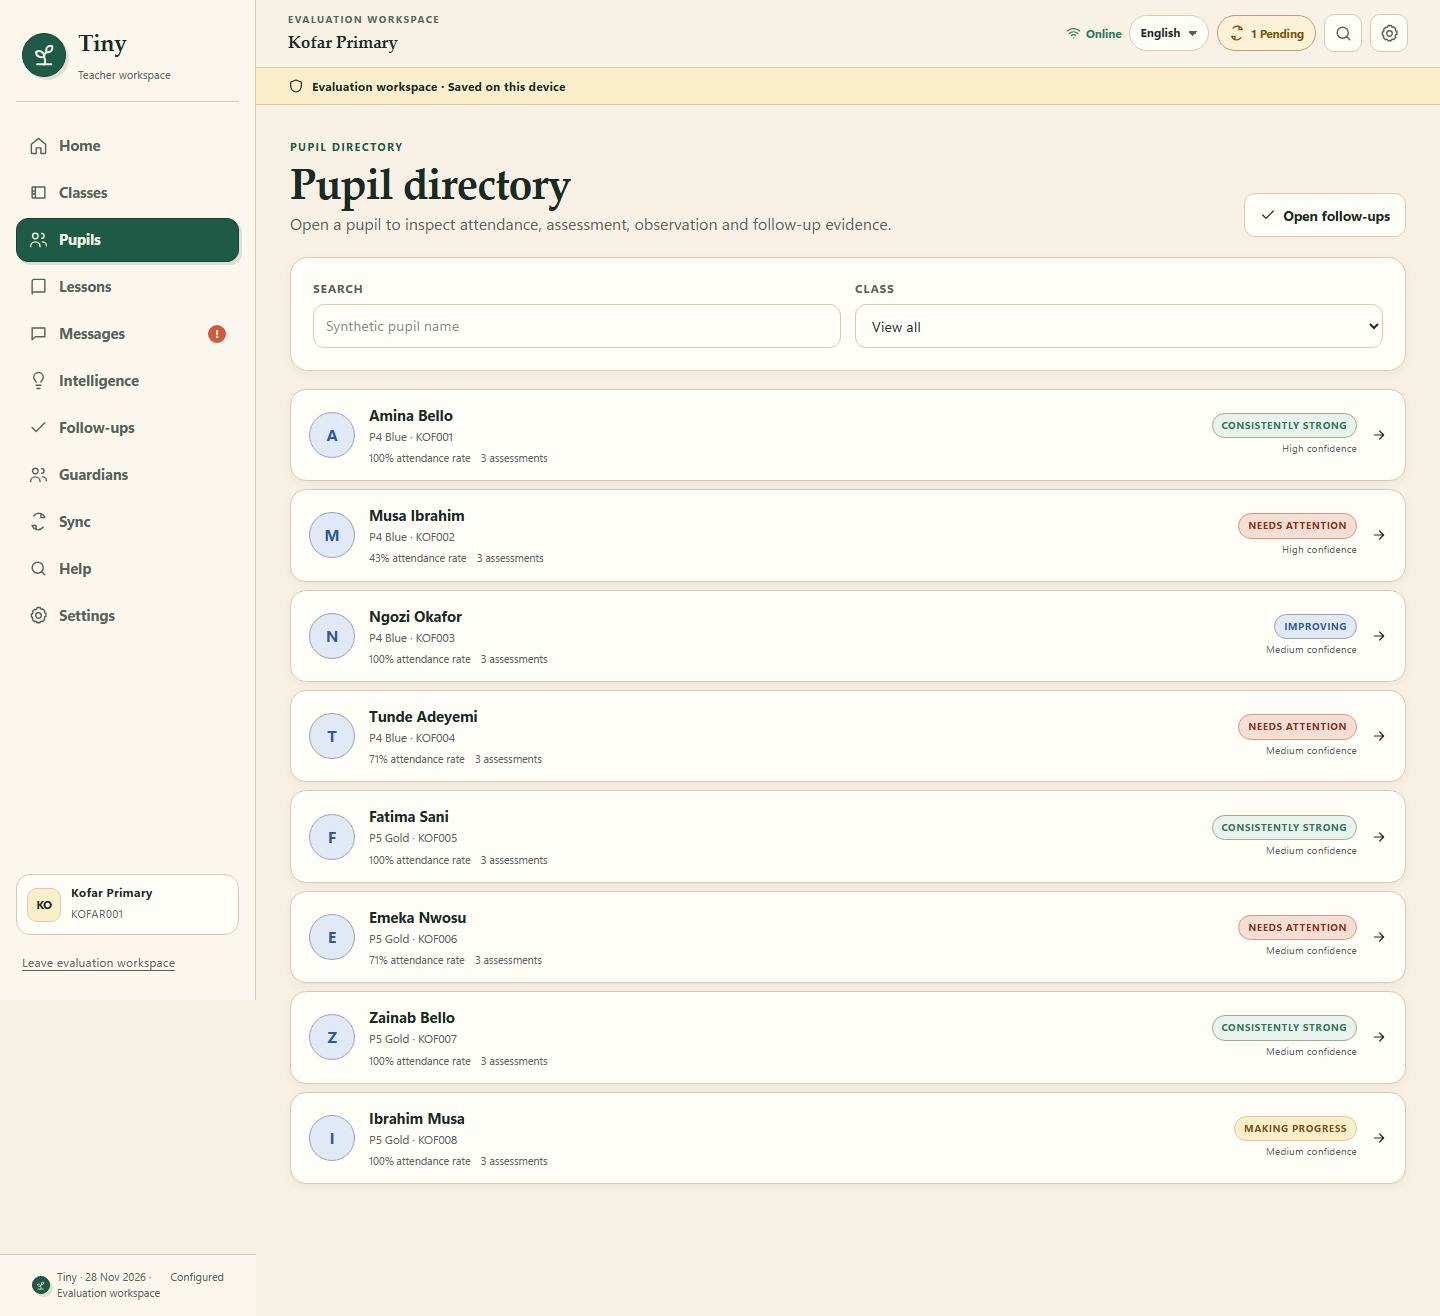 Tiny
Teacher workspace
Home
Classes
Pupils
Lessons
Messages
!
Intelligence
Follow-ups
Guardians
Sync
Help
Settings
KO
Kofar Primary
KOFAR001
Leave evaluation workspace
Tiny · 28 Nov 2026 · Configured
Evaluation workspace
EVALUATION WORKSPACE
Kofar Primary
Online
English
1 Pending
Evaluation workspace · Saved on this device
PUPIL DIRECTORY
Pupil directory
Open a pupil to inspect attendance, assessment, observation and follow-up evidence.
Open follow-ups
SEARCH
Synthetic pupil name
CLASS
View all
A
Amina Bello
P4 Blue · KOF001
100% attendance rate 3 assessments
CONSISTENTLY STRONG
High confidence
M
Musa Ibrahim
P4 Blue · KOF002
43% attendance rate 3 assessments
NEEDS ATTENTION
High confidence
N
Ngozi Okafor
P4 Blue · KOF003
100% attendance rate 3 assessments
IMPROVING
Medium confidence
T
Tunde Adeyemi
P4 Blue · KOF004
71% attendance rate 3 assessments
NEEDS ATTENTION
Medium confidence
F
Fatima Sani
P5 Gold · KOF005
100% attendance rate 3 assessments
CONSISTENTLY STRONG
Medium confidence
E
Emeka Nwosu
P5 Gold · KOF006
71% attendance rate 3 assessments
NEEDS ATTENTION
Medium confidence
Z
Zainab Bello
P5 Gold · KOF007
100% attendance rate 3 assessments
CONSISTENTLY STRONG
Medium confidence
I
Ibrahim Musa
P5 Gold · KOF008
100% attendance rate 3 assessments
MAKING PROGRESS
Medium confidence